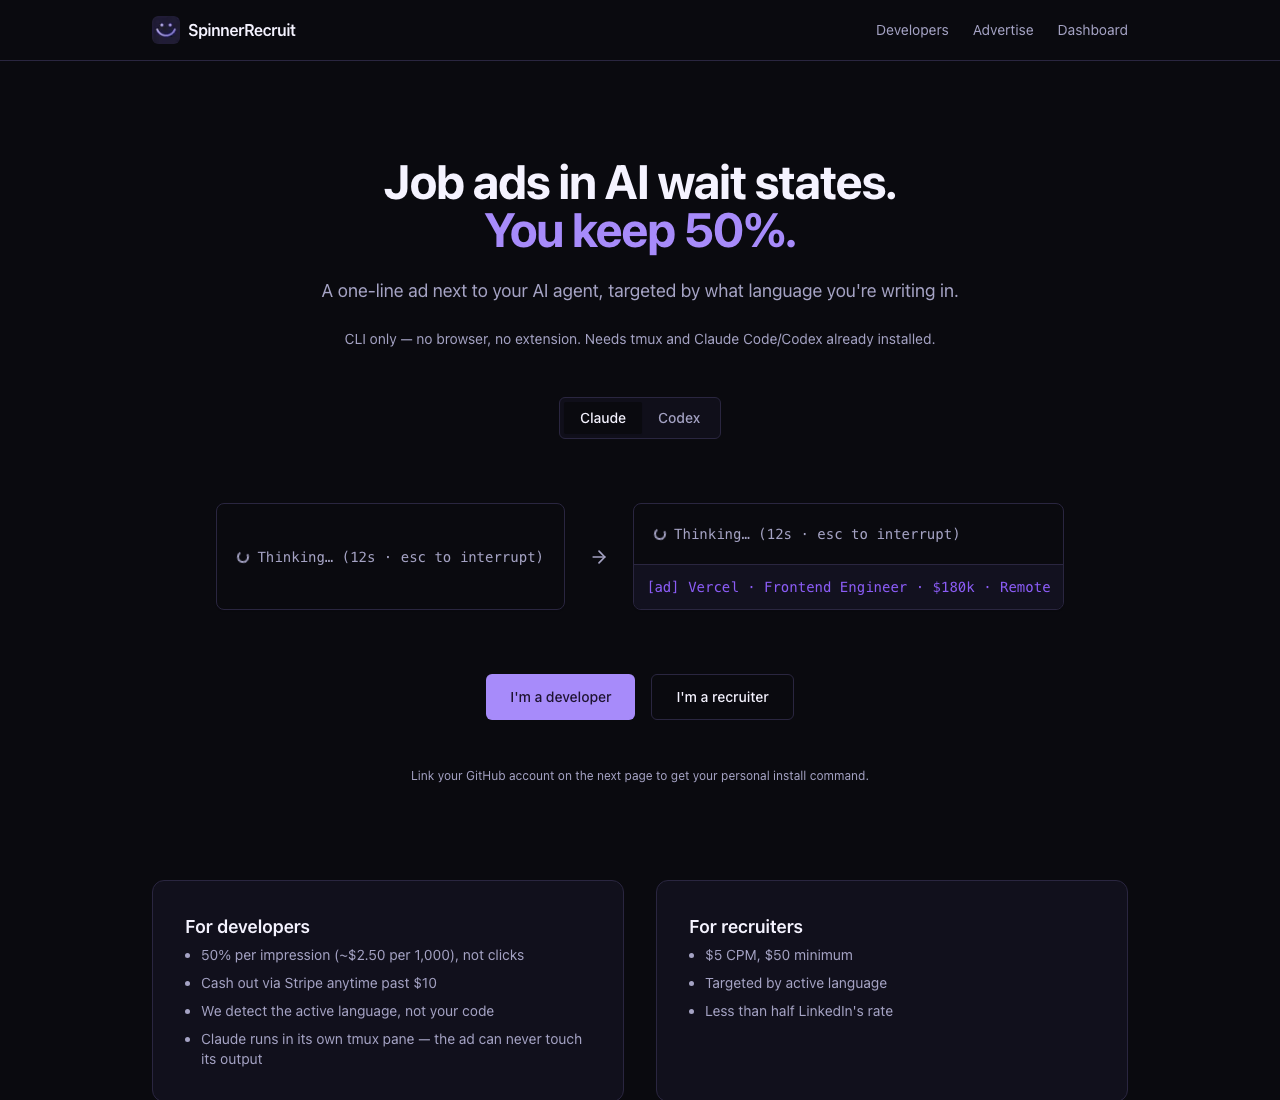 SpinnerRecruit
Developers
Advertise
Dashboard
Job ads in AI wait states.
You keep 50%.
A one-line ad next to your AI agent, targeted by what language you're writing in.
CLI only — no browser, no extension. Needs tmux and Claude Code/Codex already installed.
Claude
Codex
Thinking… (12s · esc to interrupt)
→
Thinking… (12s · esc to interrupt)
[ad] Vercel · Frontend Engineer · $180k · Remote
I'm a developer
I'm a recruiter
Link your GitHub account on the next page to get your personal install command.
For developers
• 50% per impression (~$2.50 per 1,000), not clicks
• Cash out via Stripe anytime past $10
• We detect the active language, not your code
• Claude runs in its own tmux pane — the ad can never touch
its output
For recruiters
• $5 CPM, $50 minimum
• Targeted by active language
• Less than half LinkedIn's rate